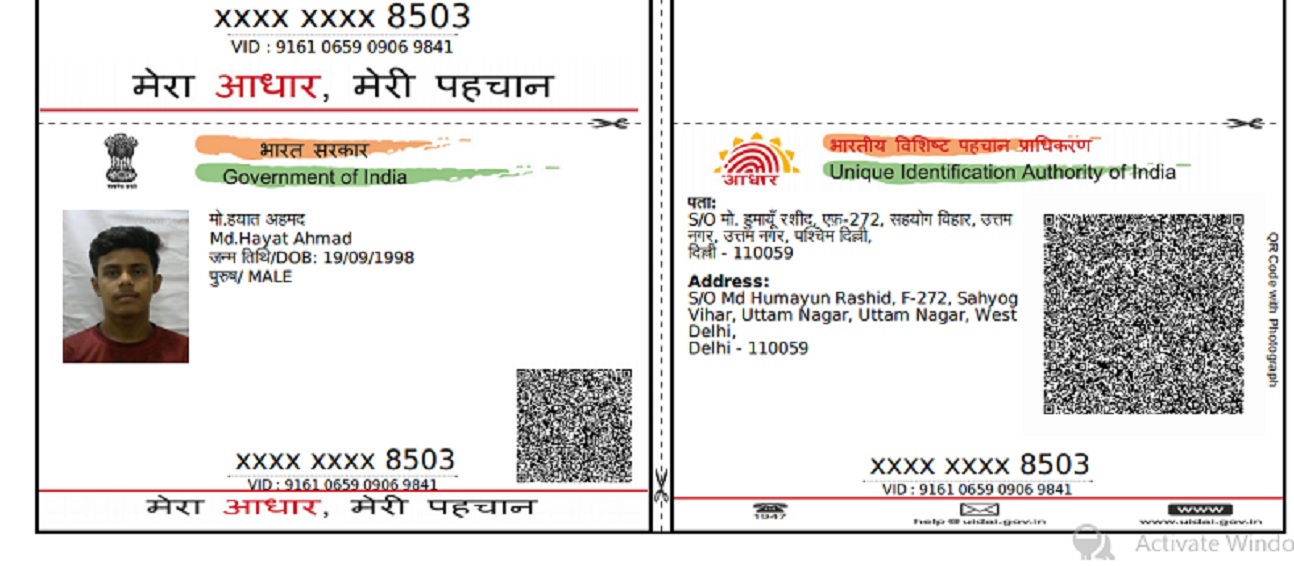 xxxx xxxx 8503
VID : 9161 0659 0906 9841
मेरा आधार, मेरी पहचान
भारत सरकार
Government of India
मो.हयात अहमद
Md.Hayat Ahmad
जन्म तिथि/DOB: 19/09/1998
पुरुष/ MALE
xxxx xxxx 8503
VID : 9161 0659 0906 9841
मेरा आधार, मेरी पहचान
आधार
भारतीय विशिष्ट पहचान प्राधिकरण
Unique Identification Authority of India
पता:
S/O मो. हुमायूँ रशीद, एफ़-272, सहयोग विहार, उत्तम
नगर, उत्तम नगर, पश्चिम दिल्ली,
दिल्ली - 110059
Address:
S/O Md Humayun Rashid, F-272, Sahyog
Vihar, Uttam Nagar, Uttam Nagar, West
Delhi,
Delhi - 110059
QR Code with Photograph
xxxx xxxx 8503
VID : 9161 0659 0906 9841
1947
help@uidai.gov.in
www
www.uidai.gov.in
Activate Windo